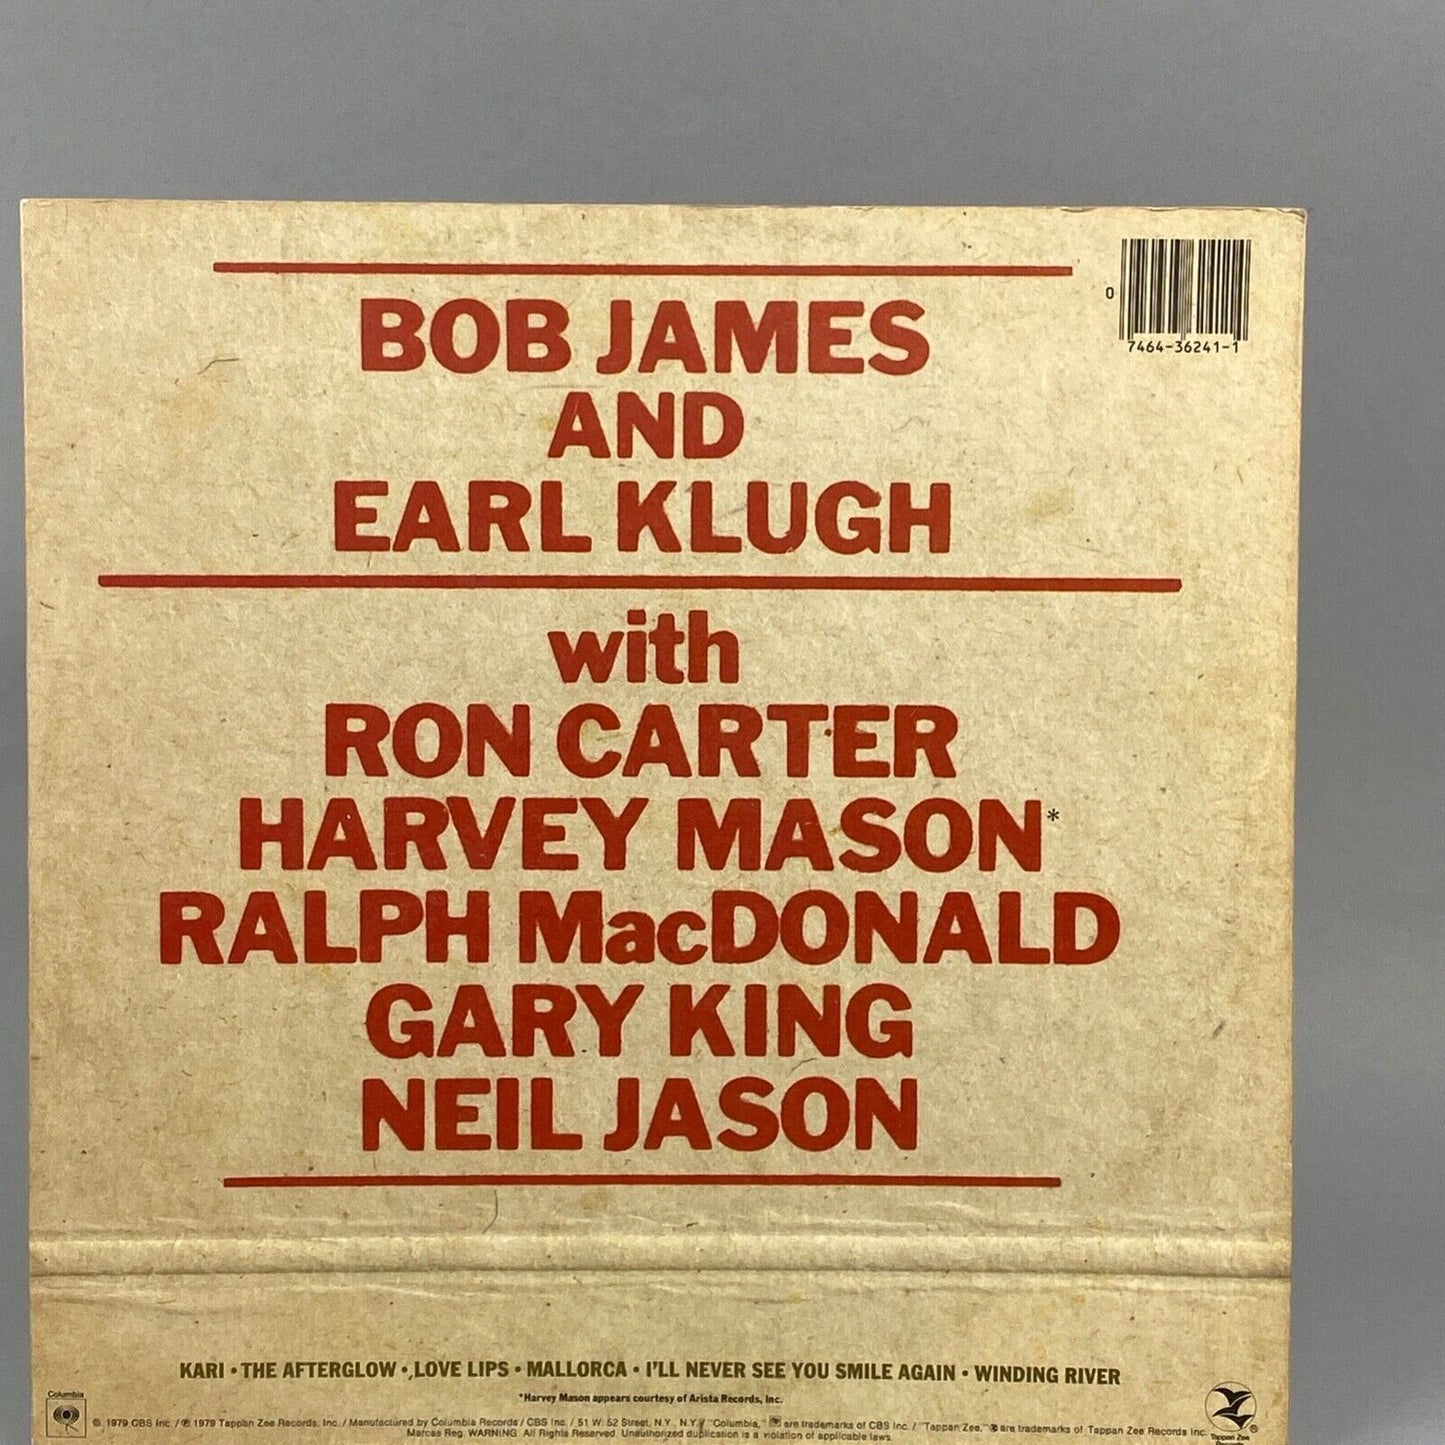 BOB JAMES
AND
EARL KLUGH
0
7464-36241-1
with
RON CARTER
HARVEY MASON*
RALPH MacDONALD
GARY KING
NEIL JASON
KARI • THE AFTERGLOW • LOVE LIPS • MALLORCA • I'LL NEVER SEE YOU SMILE AGAIN • WINDING RIVER
*Harvey Mason appears courtesy of Arista Records, Inc.
Columbia
© 1979 CBS Inc. / ℗ 1979 Tappan Zee Records, Inc. / Manufactured by Columbia Records / CBS Inc. / 51 W. 52 Street, N.Y., N.Y. / "Columbia," are trademarks of CBS Inc. / "Tappan Zee," are trademarks of Tappan Zee Records Inc.
Marcas Reg. WARNING: All Rights Reserved. Unauthorized duplication is a violation of applicable laws.
®
Tappan Zee
Records